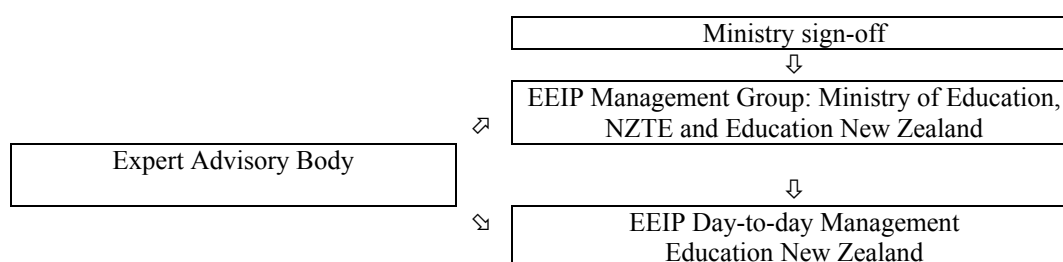 Ministry sign-off
⇩
EEIP Management Group: Ministry of Education,
NZTE and Education New Zealand
Expert Advisory Body
⇩
EEIP Day-to-day Management
Education New Zealand